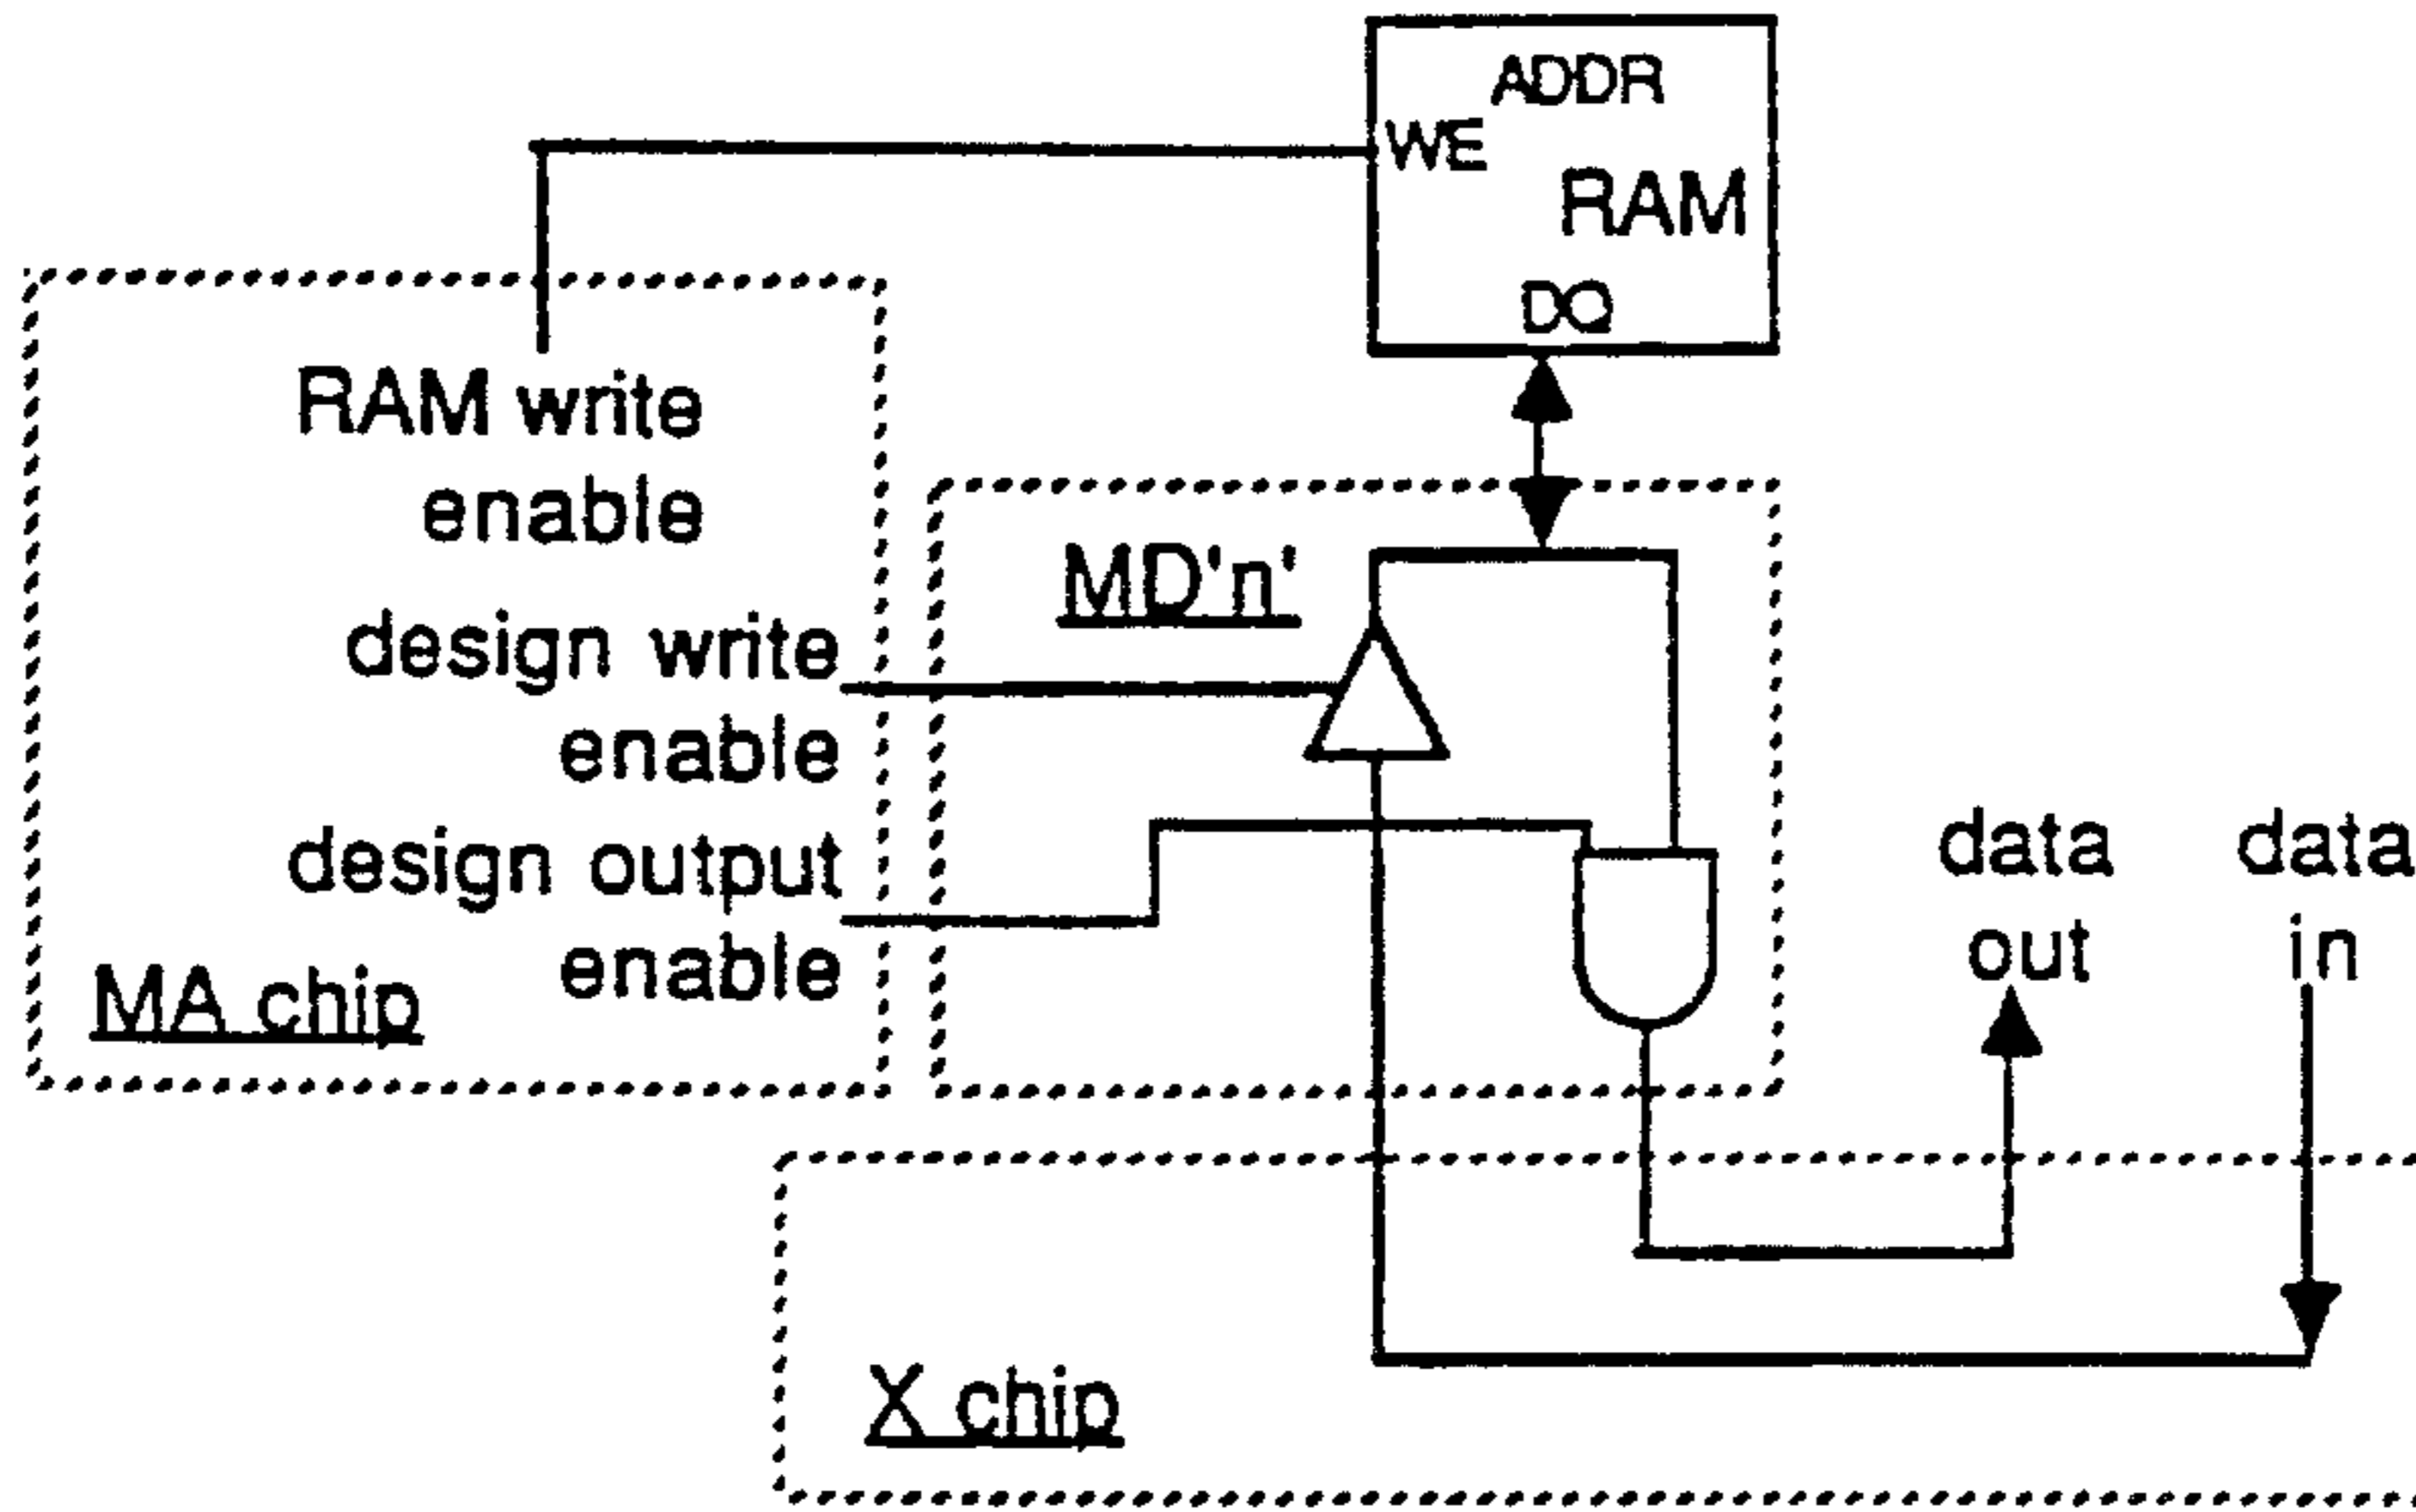 ADDR
WE
RAM
DQ
RAM write
enable
design write
enable
design output
enable
MA chip
MD'n'
data
out
data
in
X chip